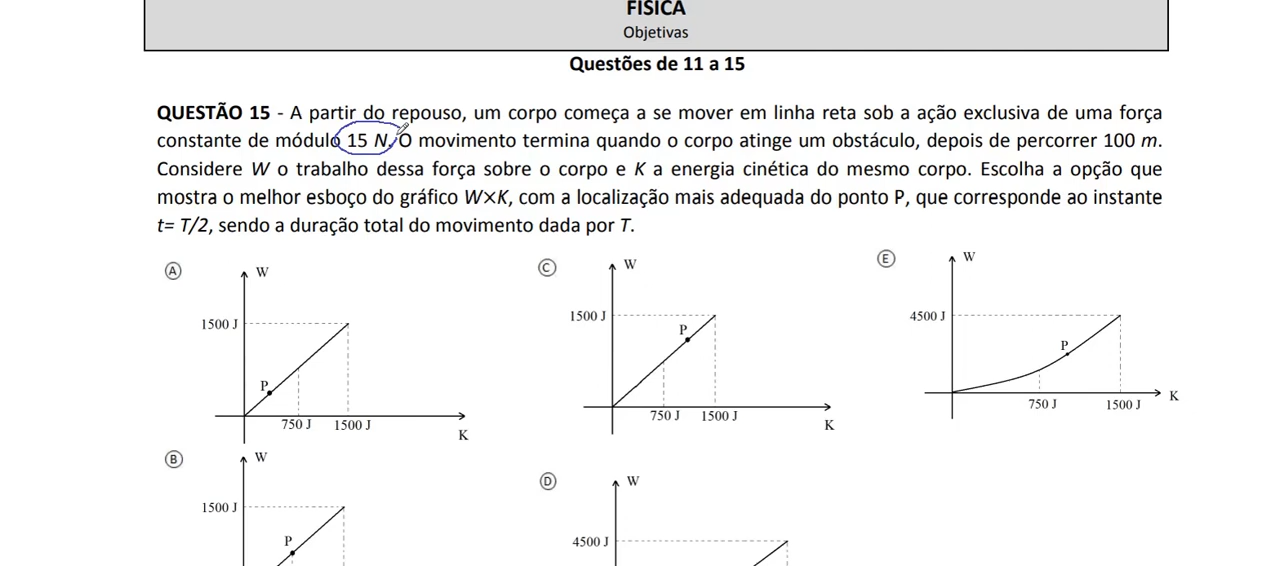 FÍSICA
Objetivas
Questões de 11 a 15
QUESTÃO 15 - A partir do repouso, um corpo começa a se mover em linha reta sob a ação exclusiva de uma força
constante de módulo 15 N. O movimento termina quando o corpo atinge um obstáculo, depois de percorrer 100 m.
Considere W o trabalho dessa força sobre o corpo e K a energia cinética do mesmo corpo. Escolha a opção que
mostra o melhor esboço do gráfico W×K, com a localização mais adequada do ponto P, que corresponde ao instante
t= T/2, sendo a duração total do movimento dada por T.
A
W
1500 J
P
750 J 1500 J
K
B
W
1500 J
P
C
W
1500 J
P
750 J 1500 J
K
D
W
4500 J
E
W
4500 J
P
750 J 1500 J
K